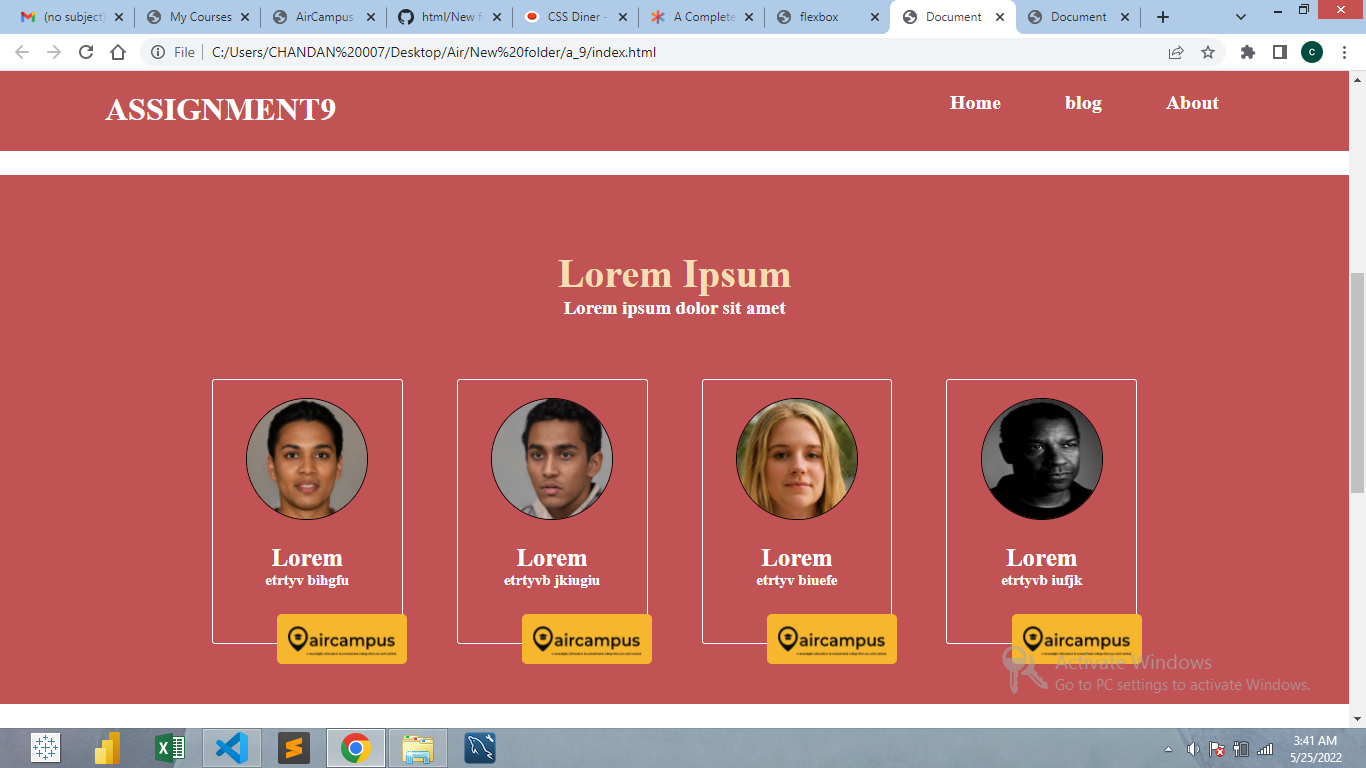 (no subject)
My Courses
AirCampus
html/New f
CSS Diner -
A Complete
flexbox
Document
Document
File
C:/Users/CHANDAN%20007/Desktop/Air/New%20folder/a_9/index.html
c
ASSIGNMENT9
Home blog About
Lorem Ipsum
Lorem ipsum dolor sit amet
Lorem
etrtyv bihgfu
aircampus
Lorem
etrtyvb jkiugiu
aircampus
Lorem
etrtyv biuefe
aircampus
Lorem
etrtyvb iufjk
aircampus
Activate Windows
Go to PC settings to activate Windows.
3:41 AM
5/25/2022